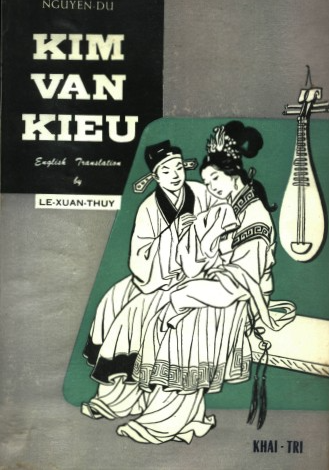 NGUYEN-DU
KIM
VAN
KIEU
English Translation
by
LE-XUAN-THUY
KHAI-TRI